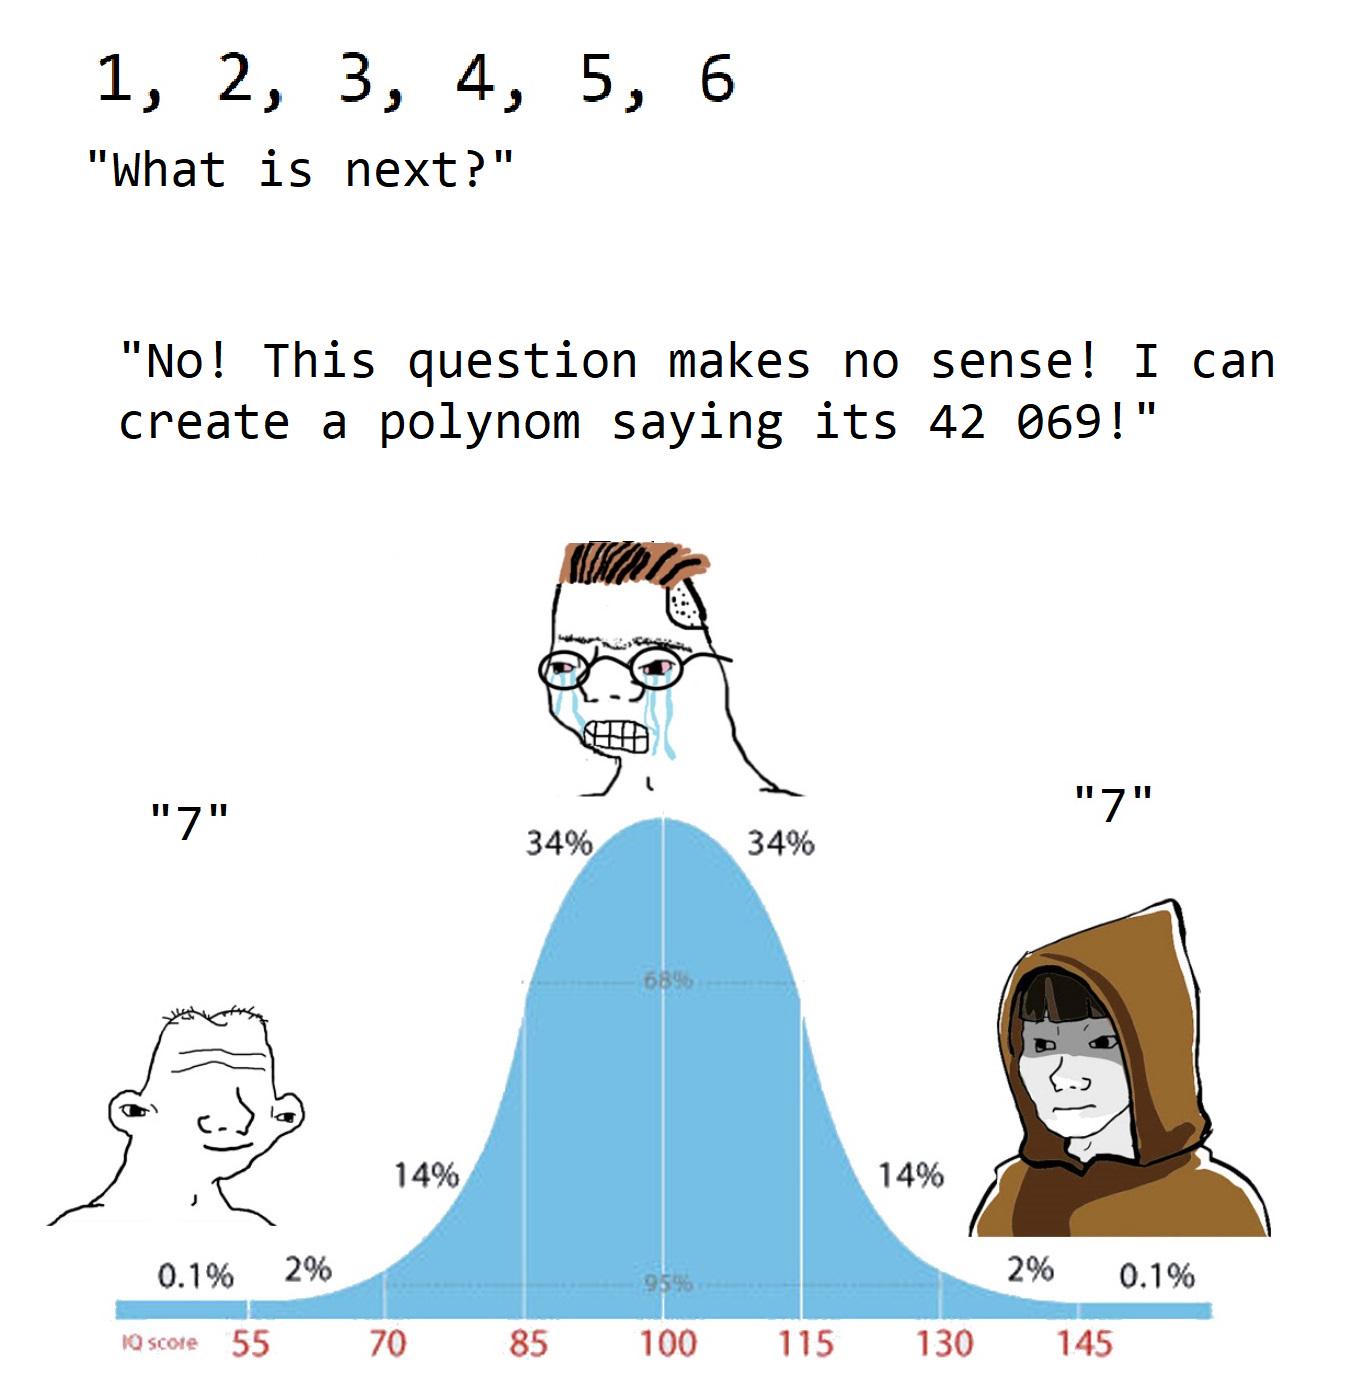 1, 2, 3, 4, 5, 6
"What is next?"
"No! This question makes no sense! I can
create a polynom saying its 42 069!"
"7"
"7"
34%
34%
68%
14%
14%
0.1%
2%
95%
2%
0.1%
IQ score 55 70 85 100 115 130 145